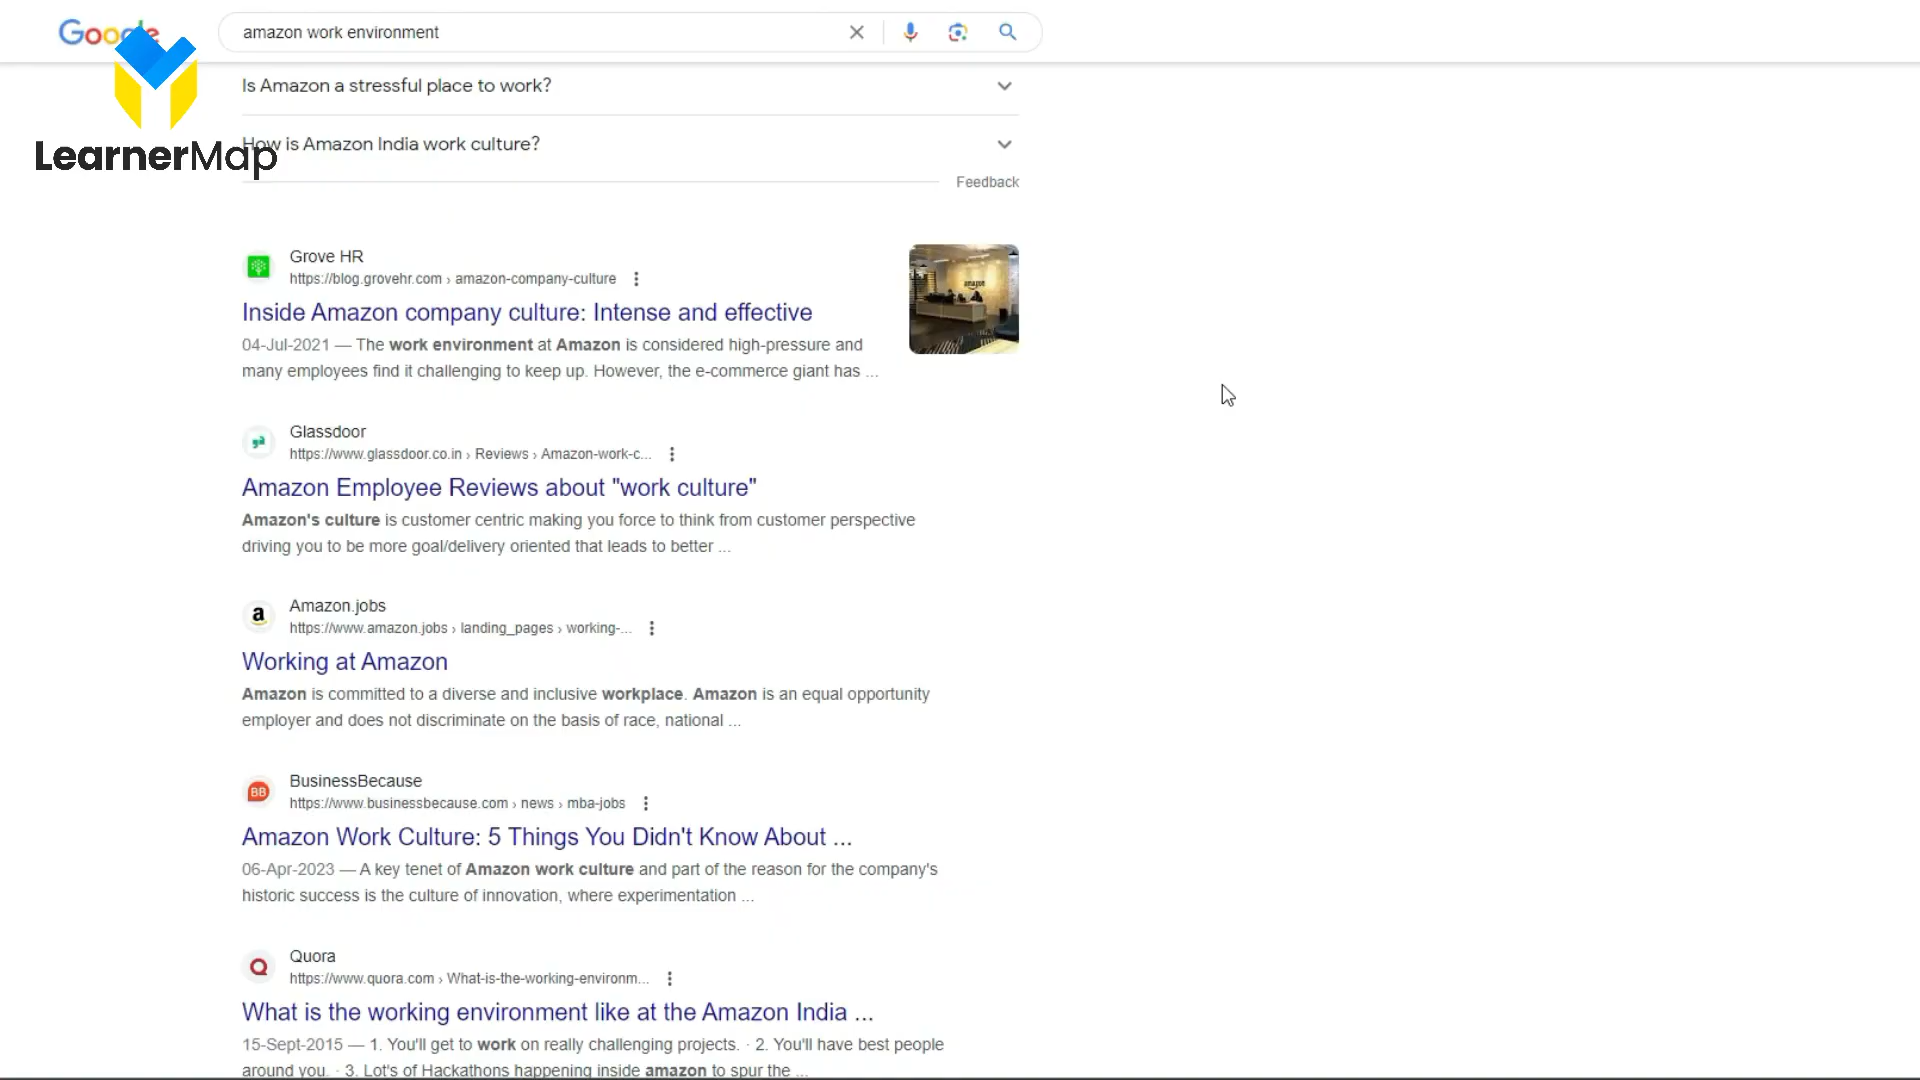 Google
amazon work environment
Is Amazon a stressful place to work?
How is Amazon India work culture?
LearnerMap
Feedback
Grove HR
https://blog.grovehr.com › amazon-company-culture
Inside Amazon company culture: Intense and effective
04-Jul-2021 — The work environment at Amazon is considered high-pressure and
many employees find it challenging to keep up. However, the e-commerce giant has ...
amazon
Glassdoor
https://www.glassdoor.co.in › Reviews › Amazon-work-c...
Amazon Employee Reviews about "work culture"
Amazon's culture is customer centric making you force to think from customer perspective
driving you to be more goal/delivery oriented that leads to better ...
a
Amazon.jobs
https://www.amazon.jobs › landing_pages › working-...
Working at Amazon
Amazon is committed to a diverse and inclusive workplace. Amazon is an equal opportunity
employer and does not discriminate on the basis of race, national ...
BB
BusinessBecause
https://www.businessbecause.com › news › mba-jobs
Amazon Work Culture: 5 Things You Didn't Know About ...
06-Apr-2023 — A key tenet of Amazon work culture and part of the reason for the company's
historic success is the culture of innovation, where experimentation ...
Quora
https://www.quora.com › What-is-the-working-environm...
What is the working environment like at the Amazon India ...
15-Sept-2015 — 1. You'll get to work on really challenging projects. · 2. You'll have best people
around you. · 3. Lot's of Hackathons happening inside amazon to spur the ...